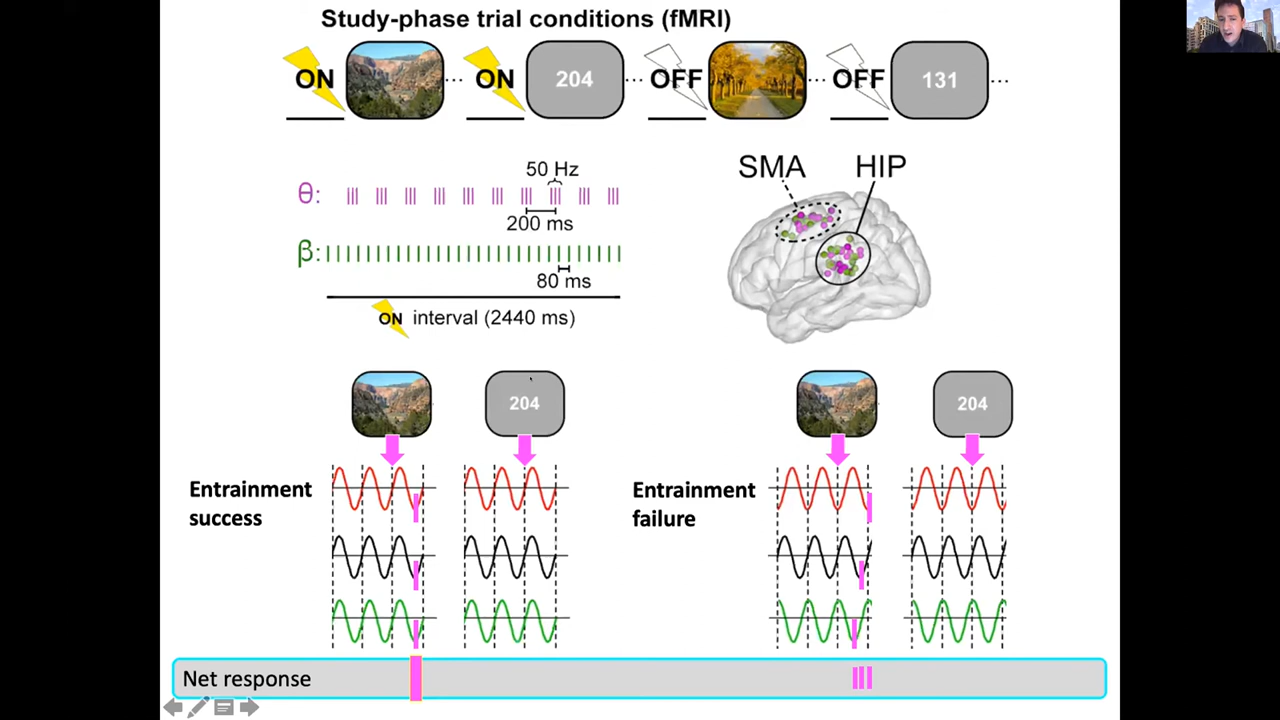 Study-phase trial conditions (fMRI)
ON ... ON 204 ... OFF ... OFF 131 ...
50 Hz
θ:
200 ms
β:
80 ms
ON interval (2440 ms)
SMA HIP
204 204
Entrainment
success
Entrainment
failure
Net response